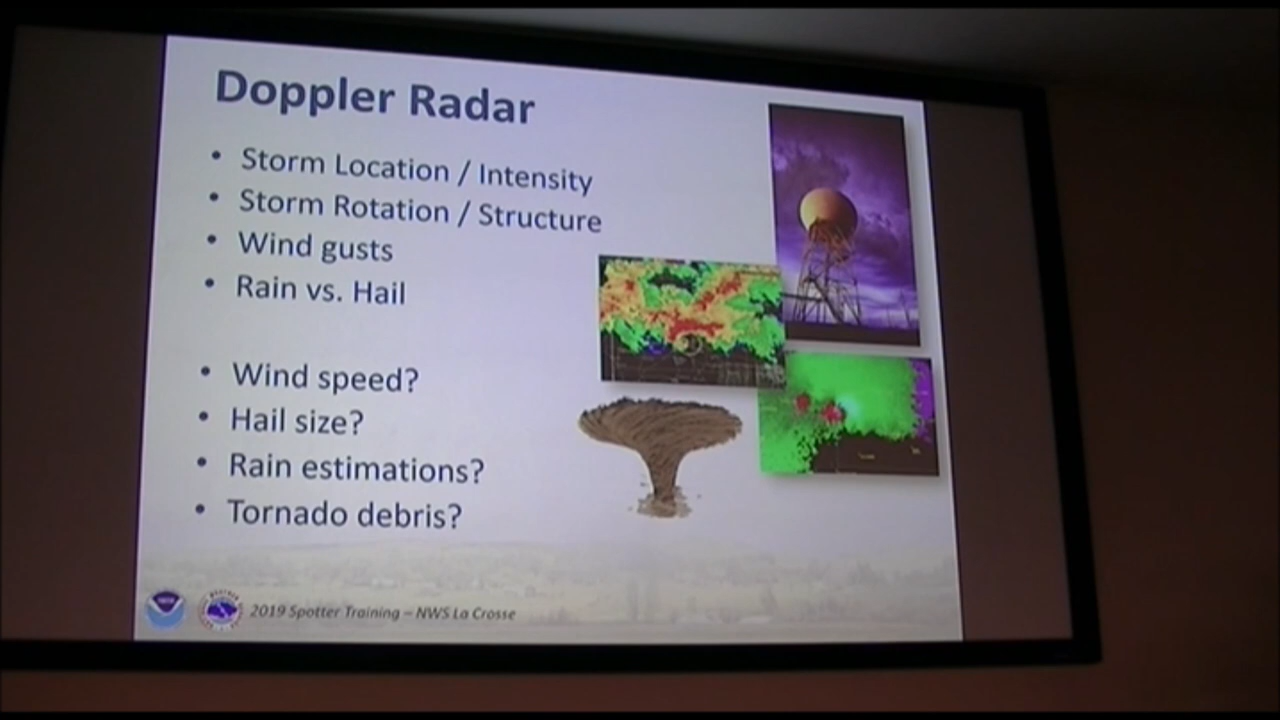 Doppler Radar
• Storm Location / Intensity
• Storm Rotation / Structure
• Wind gusts
• Rain vs. Hail
• Wind speed?
• Hail size?
• Rain estimations?
• Tornado debris?
2019 Spotter Training – NWS La Crosse